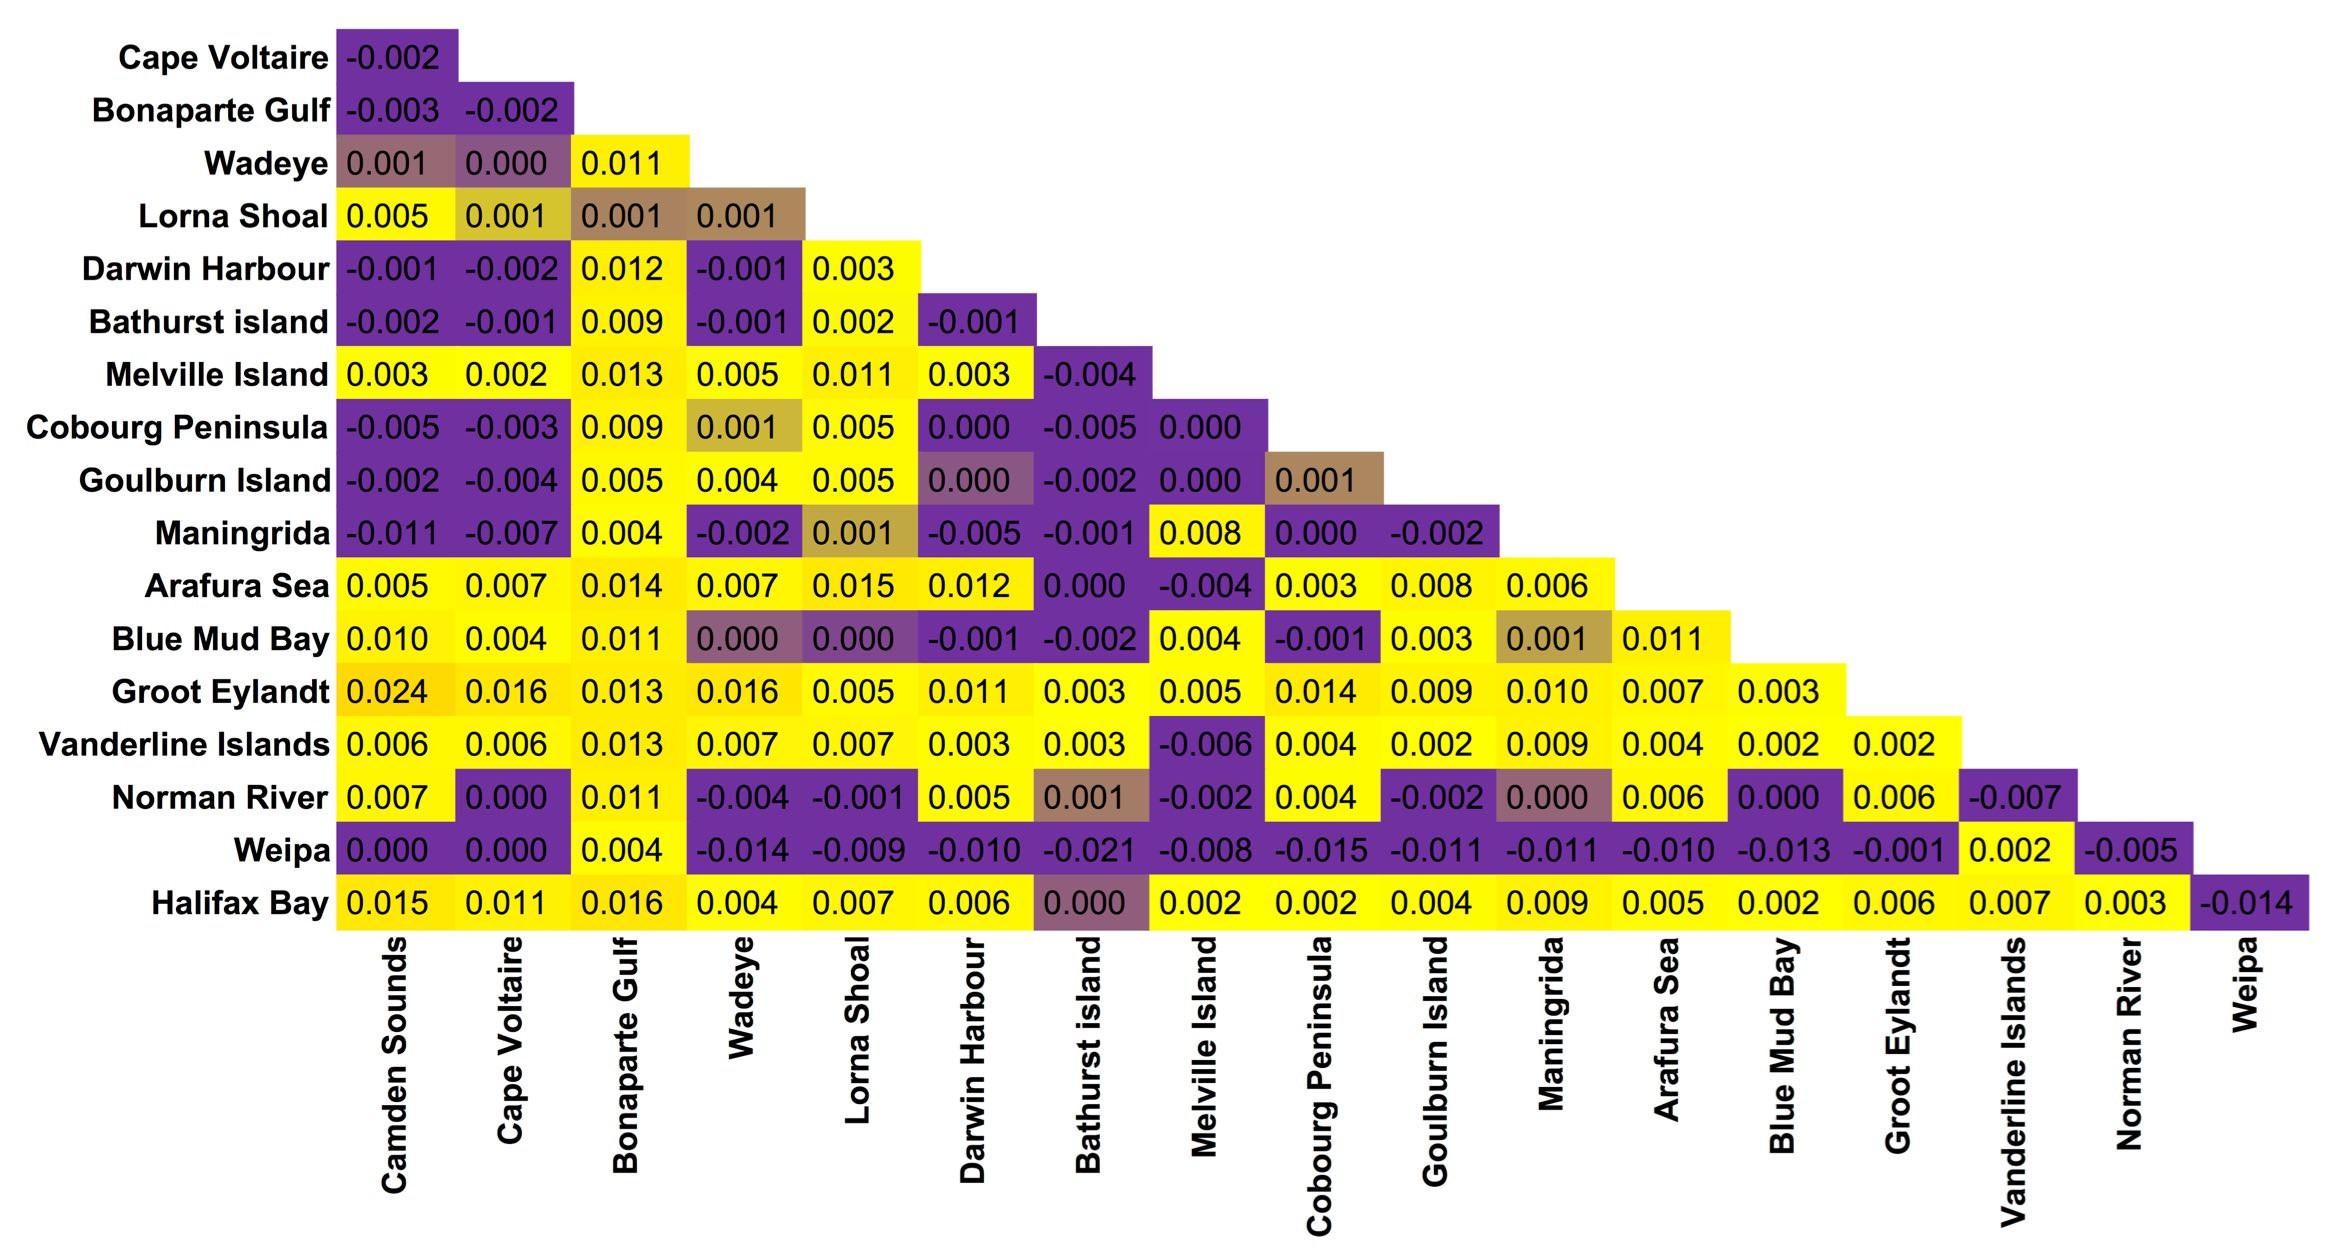 Cape Voltaire -0.002
Bonaparte Gulf -0.003 -0.002
Wadeye 0.001 0.000 0.011
Lorna Shoal 0.005 0.001 0.001 0.001
Darwin Harbour -0.001 -0.002 0.012 -0.001 0.003
Bathurst island -0.002 -0.001 0.009 -0.001 0.002 -0.001
Melville Island 0.003 0.002 0.013 0.005 0.011 0.003 -0.004
Cobourg Peninsula -0.005 -0.003 0.009 0.001 0.005 0.000 -0.005 0.000
Goulburn Island -0.002 -0.004 0.005 0.004 0.005 0.000 -0.002 0.000 0.001
Maningrida -0.011 -0.007 0.004 -0.002 0.001 -0.005 -0.001 0.008 0.000 -0.002
Arafura Sea 0.005 0.007 0.014 0.007 0.015 0.012 0.000 -0.004 0.003 0.008 0.006
Blue Mud Bay 0.010 0.004 0.011 0.000 0.000 -0.001 -0.002 0.004 -0.001 0.003 0.001 0.011
Groot Eylandt 0.024 0.016 0.013 0.016 0.005 0.011 0.003 0.005 0.014 0.009 0.010 0.007 0.003
Vanderline Islands 0.006 0.006 0.013 0.007 0.007 0.003 0.003 -0.006 0.004 0.002 0.009 0.004 0.002 0.002
Norman River 0.007 0.000 0.011 -0.004 -0.001 0.005 0.001 -0.002 0.004 -0.002 0.000 0.006 0.000 0.006 -0.007
Weipa 0.000 0.000 0.004 -0.014 -0.009 -0.010 -0.021 -0.008 -0.015 -0.011 -0.011 -0.010 -0.013 -0.001 0.002 -0.005
Halifax Bay 0.015 0.011 0.016 0.004 0.007 0.006 0.000 0.002 0.002 0.004 0.009 0.005 0.002 0.006 0.007 0.003 -0.014
Camden Sounds
Cape Voltaire
Bonaparte Gulf
Wadeye
Lorna Shoal
Darwin Harbour
Bathurst island
Melville Island
Cobourg Peninsula
Goulburn Island
Maningrida
Arafura Sea
Blue Mud Bay
Groot Eylandt
Vanderline Islands
Norman River
Weipa